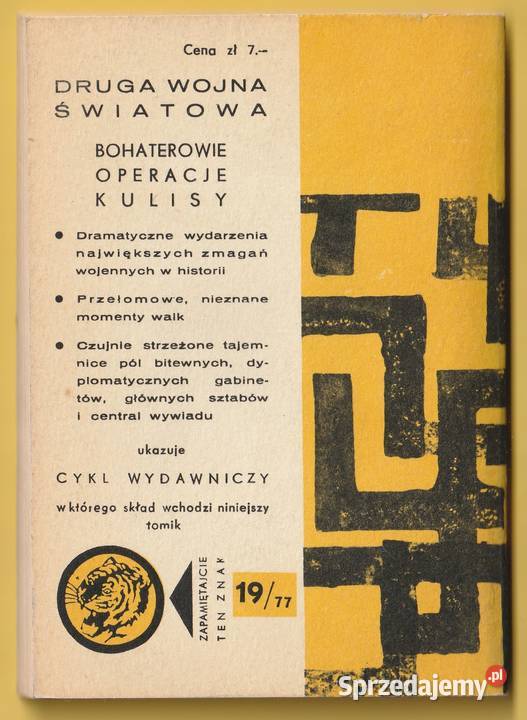 Cena zł 7.–
DRUGA WOJNA
ŚWIATOWA
BOHATEROWIE
OPERACJE
KULISY
● Dramatyczne wydarzenia
największych zmagań
wojennych w historii
● Przełomowe, nieznane
momenty walk
● Czujnie strzeżone tajem-
nice pól bitewnych, dy-
plomatycznych gabine-
tów, głównych sztabów
i central wywiadu
ukazuje
CYKL WYDAWNICZY
w którego skład wchodzi niniejszy
tomik
ZAPAMIĘTAJCIE
TEN ZNAK
19/77
Sprzedajemy.pl